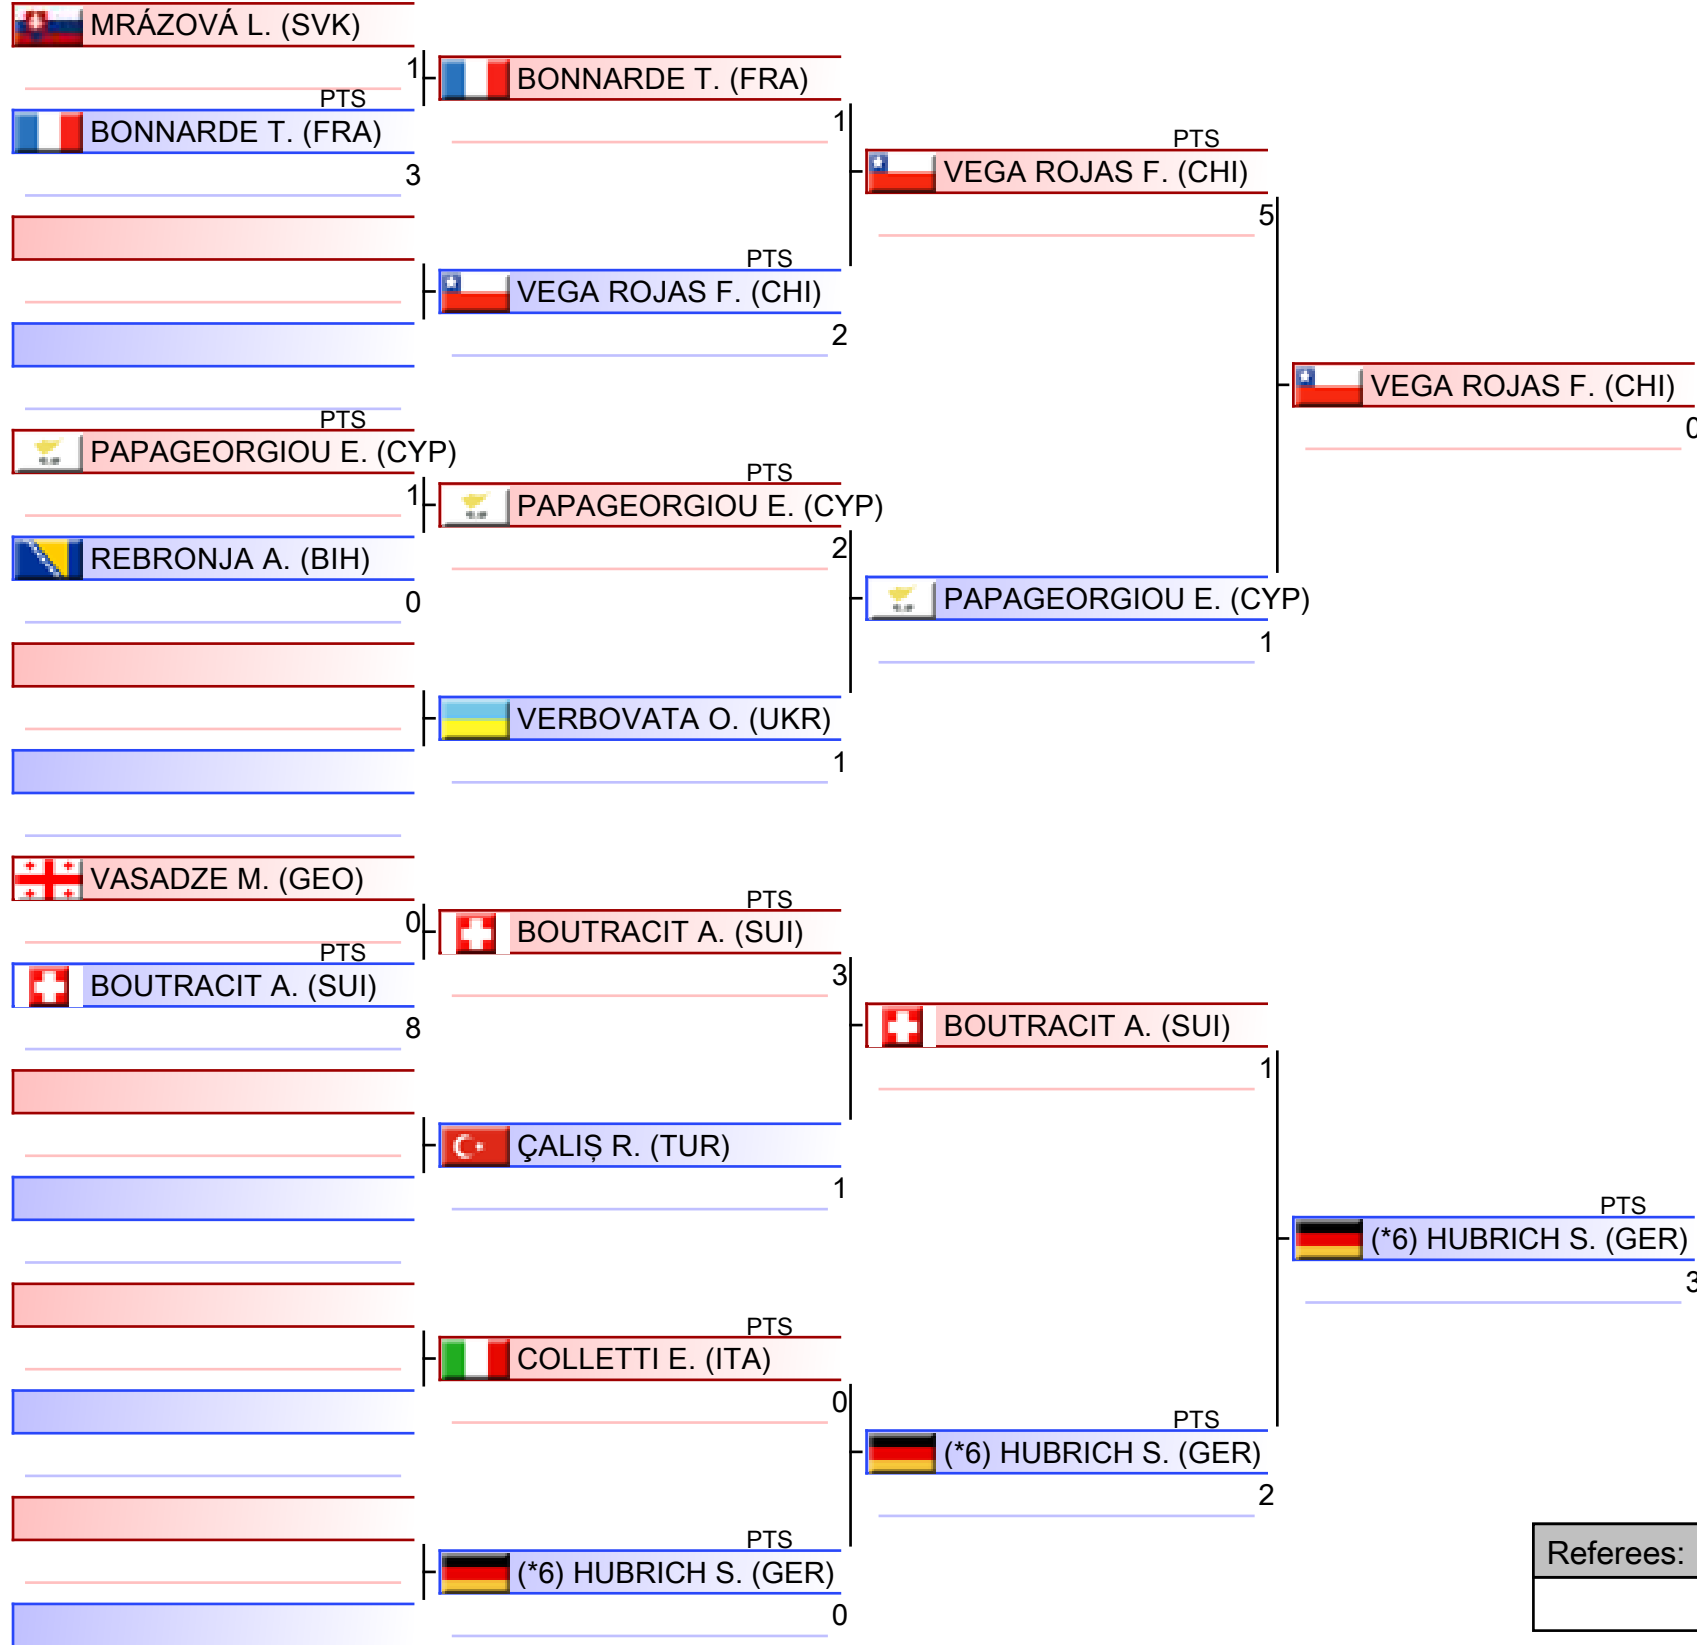 MRÁZOVÁ L. (SVK)
1
PTS
BONNARDE T. (FRA)
3
PTS
PAPAGEORGIOU E. (CYP)
1
REBRONJA A. (BIH)
0
VASADZE M. (GEO)
0
PTS
BOUTRACIT A. (SUI)
8
BONNARDE T. (FRA)
1
PTS
VEGA ROJAS F. (CHI)
2
PTS
PAPAGEORGIOU E. (CYP)
2
VERBOVATA O. (UKR)
1
PTS
BOUTRACIT A. (SUI)
3
ÇALIŞ R. (TUR)
1
PTS
COLLETTI E. (ITA)
0
PTS
(*6) HUBRICH S. (GER)
0
PTS
VEGA ROJAS F. (CHI)
5
PAPAGEORGIOU E. (CYP)
1
BOUTRACIT A. (SUI)
1
PTS
(*6) HUBRICH S. (GER)
2
VEGA ROJAS F. (CHI)
0
PTS
(*6) HUBRICH S. (GER)
3
Referees: